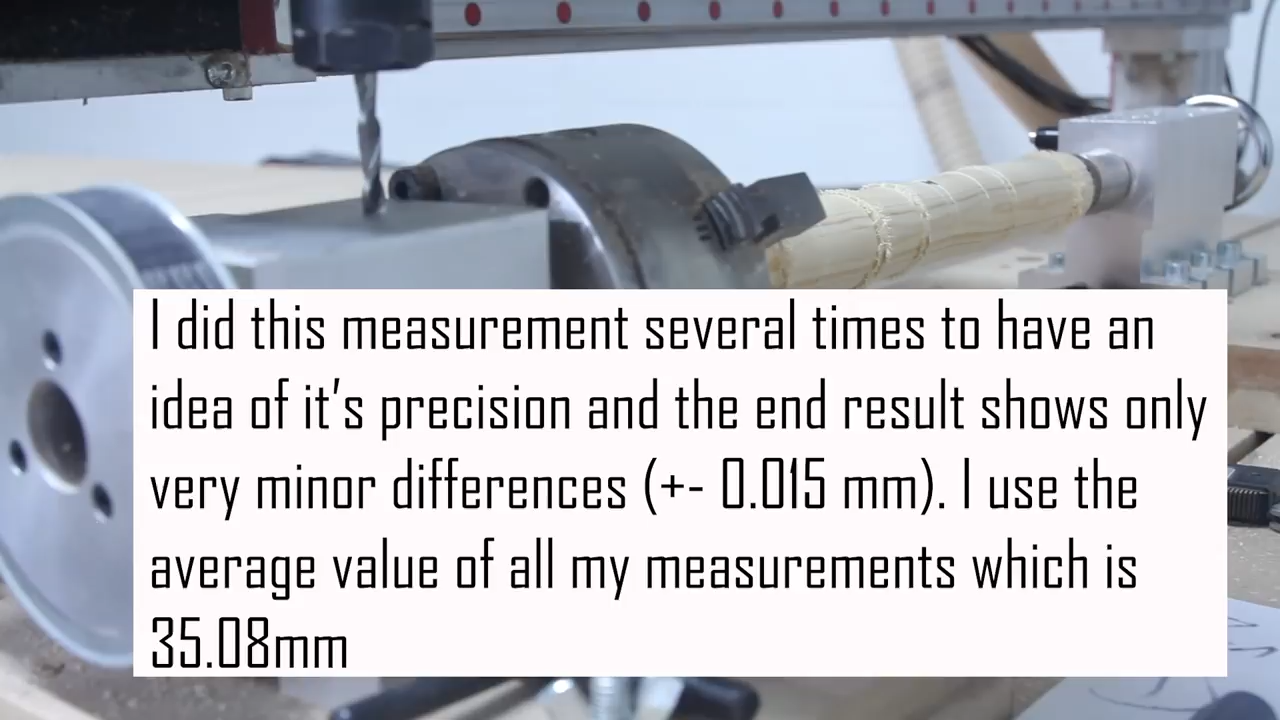 I did this measurement several times to have an
idea of it's precision and the end result shows only
very minor differences (+- 0.015 mm). I use the
average value of all my measurements which is
35.08mm